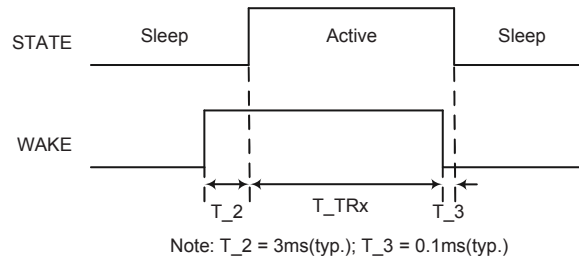 Sleep Active Sleep
STATE
WAKE
T_2 T_TRx T_3
Note: T_2 = 3ms(typ.); T_3 = 0.1ms(typ.)